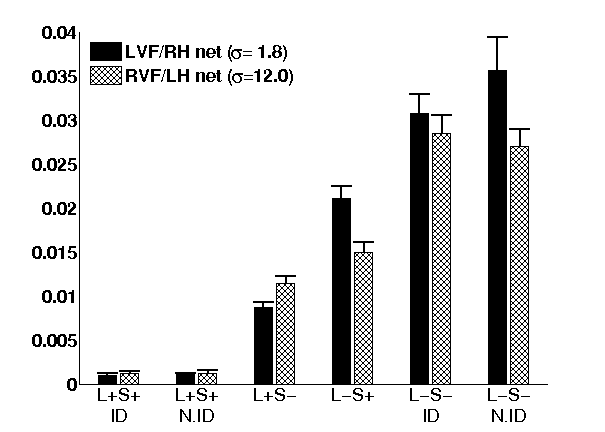 0.04
LVF/RH net (σ= 1.8)
0.035
RVF/LH net (σ=12.0)
0.03
0.025
0.02
0.015
0.01
0.005
0
L+S+ L+S+ L+S− L−S+ L−S− L−S−
ID N.ID ID N.ID